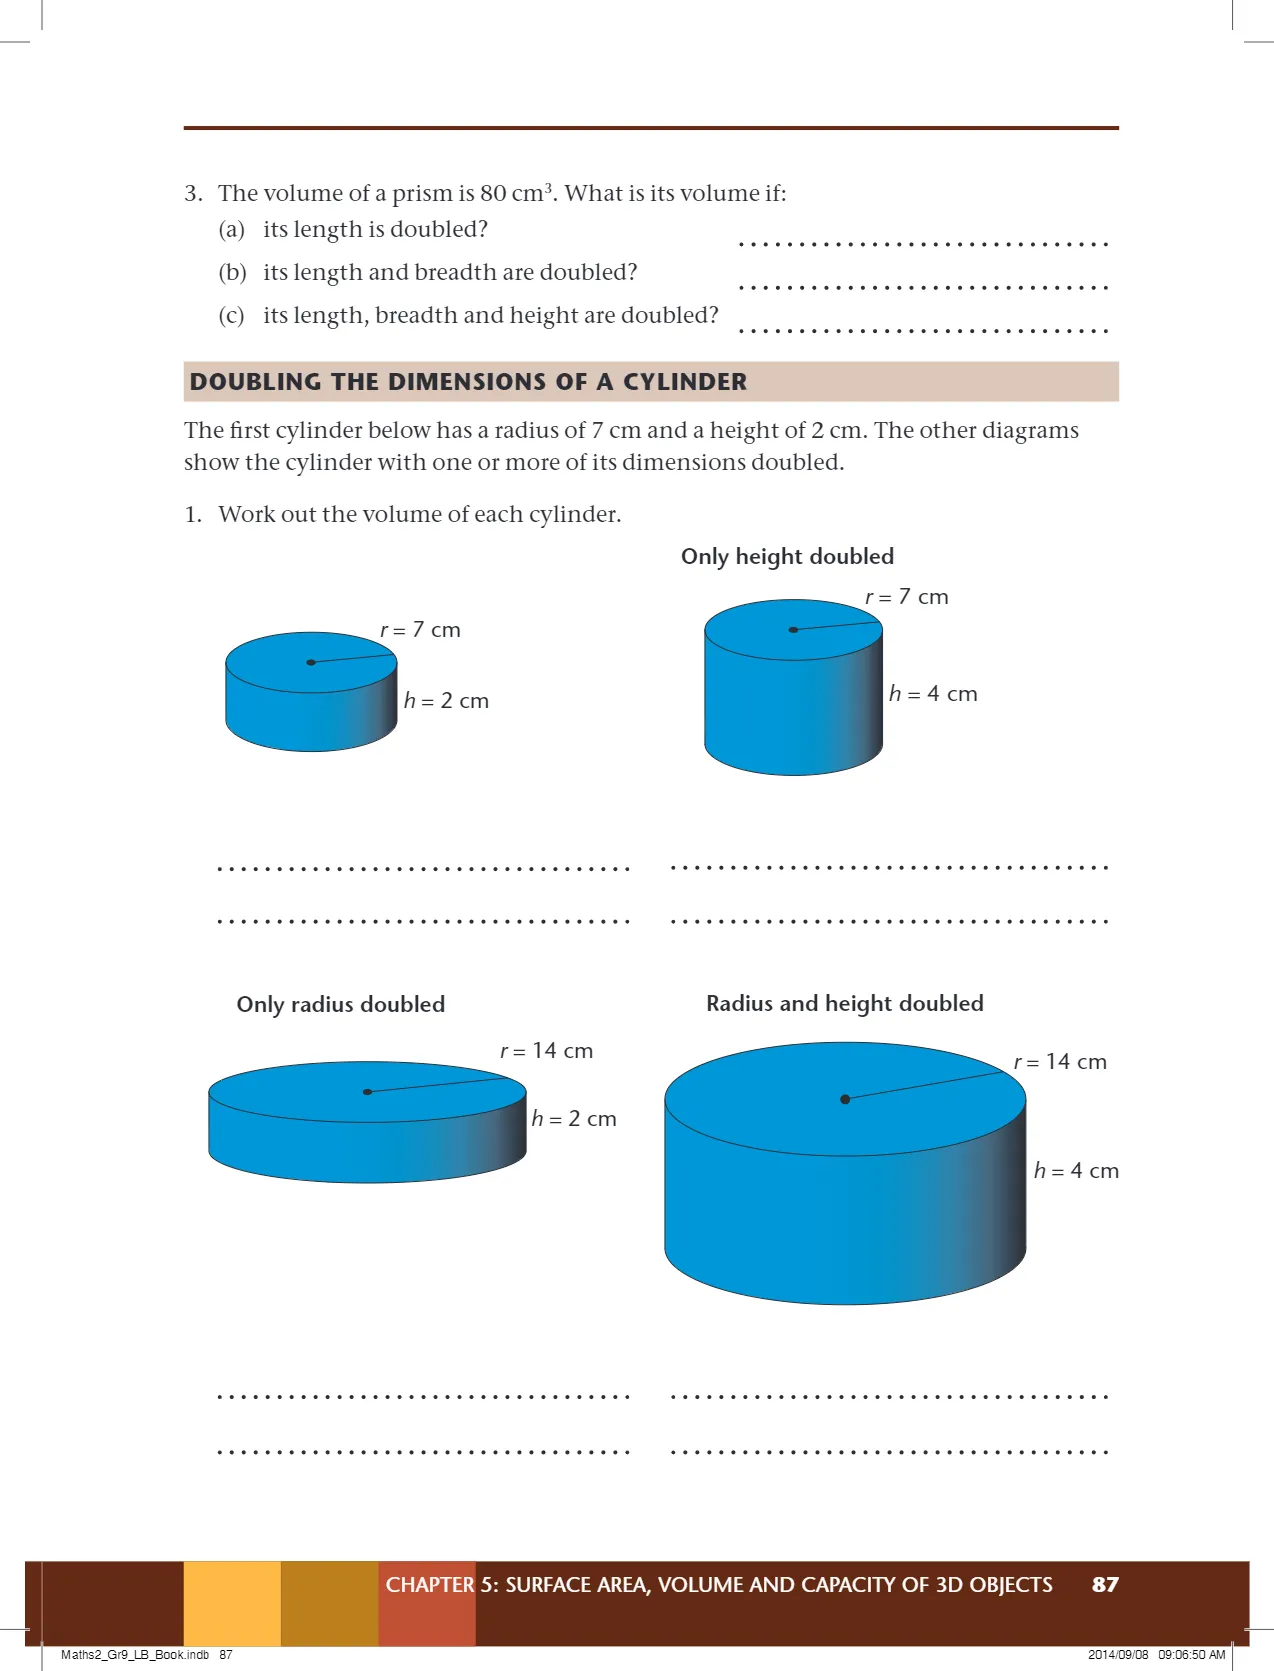 3. The volume of a prism is 80 cm³. What is its volume if:
(a) its length is doubled?
(b) its length and breadth are doubled?
(c) its length, breadth and height are doubled?
DOUBLING THE DIMENSIONS OF A CYLINDER
The first cylinder below has a radius of 7 cm and a height of 2 cm. The other diagrams
show the cylinder with one or more of its dimensions doubled.
1. Work out the volume of each cylinder.
Only height doubled
r = 7 cm
h = 2 cm
r = 7 cm
h = 4 cm
Only radius doubled
r = 14 cm
h = 2 cm
Radius and height doubled
r = 14 cm
h = 4 cm
CHAPTER 5: SURFACE AREA, VOLUME AND CAPACITY OF 3D OBJECTS 87
Maths2_Gr9_LB_Book.indb 87
2014/09/08 09:06:50 AM